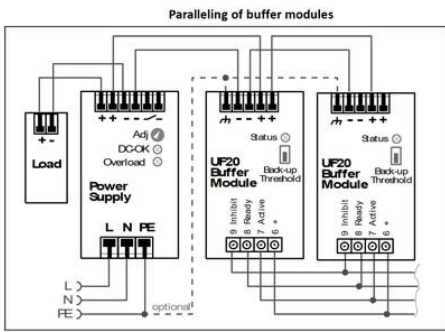 Paralleling of buffer modules
+ + - -
- - + +
- - + +
+ -
Load
Adj
DC-OK
Overload
Power
Supply
L N PE
Status
UF20
Buffer
Module
Back-up
Threshold
9 Inhibit
8 Ready
7 Active
6 +
Status
UF20
Buffer
Module
Back-up
Threshold
9 Inhibit
8 Ready
7 Active
6 +
L
N
PE
optional